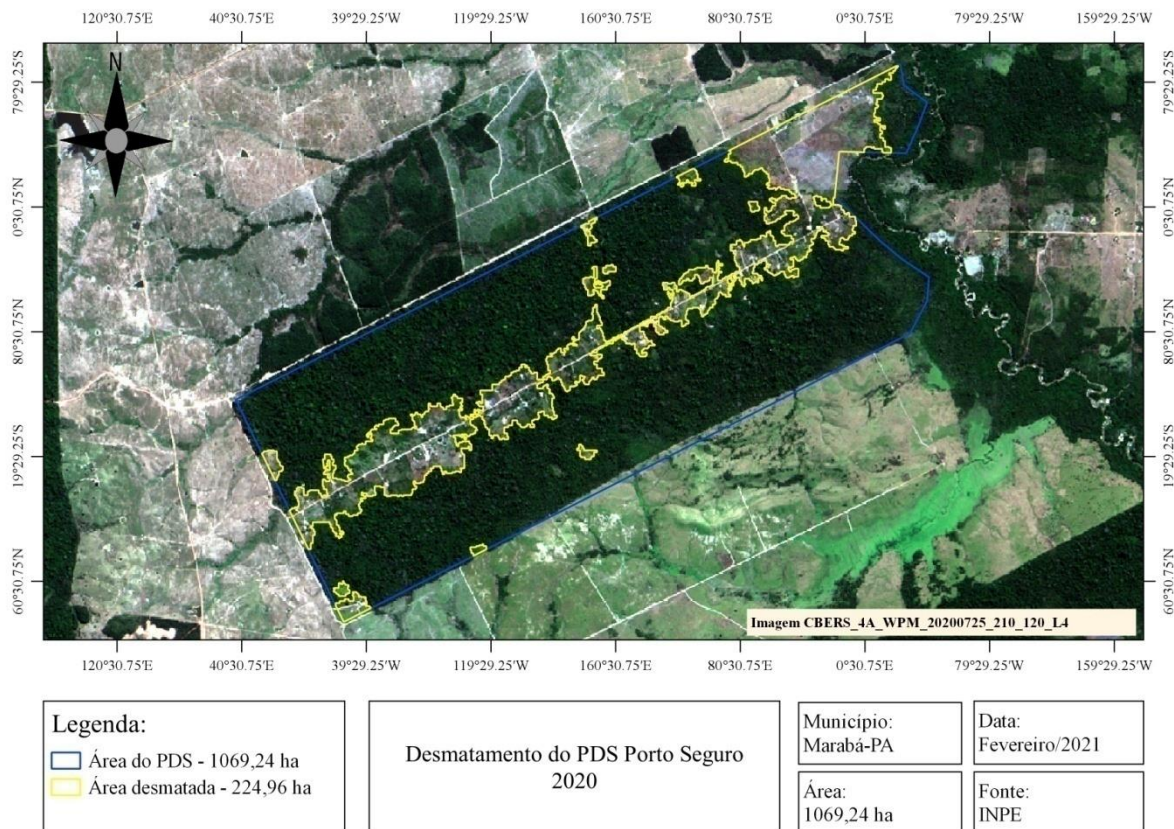 120°30.75'W 40°30.75'W 39°29.25'W 119°29.25'W 160°30.75'W 80°30.75'W 0°30.75'W 79°29.25'W 159°29.25'W
N
79°29.25'S 79°29.25'S
0°30.75'N 0°30.75'N
80°30.75'N 80°30.75'N
19°29.25'S 19°29.25'S
60°30.75'N 60°30.75'N
Imagem CBERS_4A_WPM_20200725_210_120_L4
120°30.75'W 40°30.75'W 39°29.25'W 119°29.25'W 160°30.75'W 80°30.75'W 0°30.75'W 79°29.25'W 159°29.25'W
Legenda:
Área do PDS - 1069,24 ha
Área desmatada - 224,96 ha
Desmatamento do PDS Porto Seguro
2020
Município:
Marabá-PA
Data:
Fevereiro/2021
Área:
1069,24 ha
Fonte:
INPE